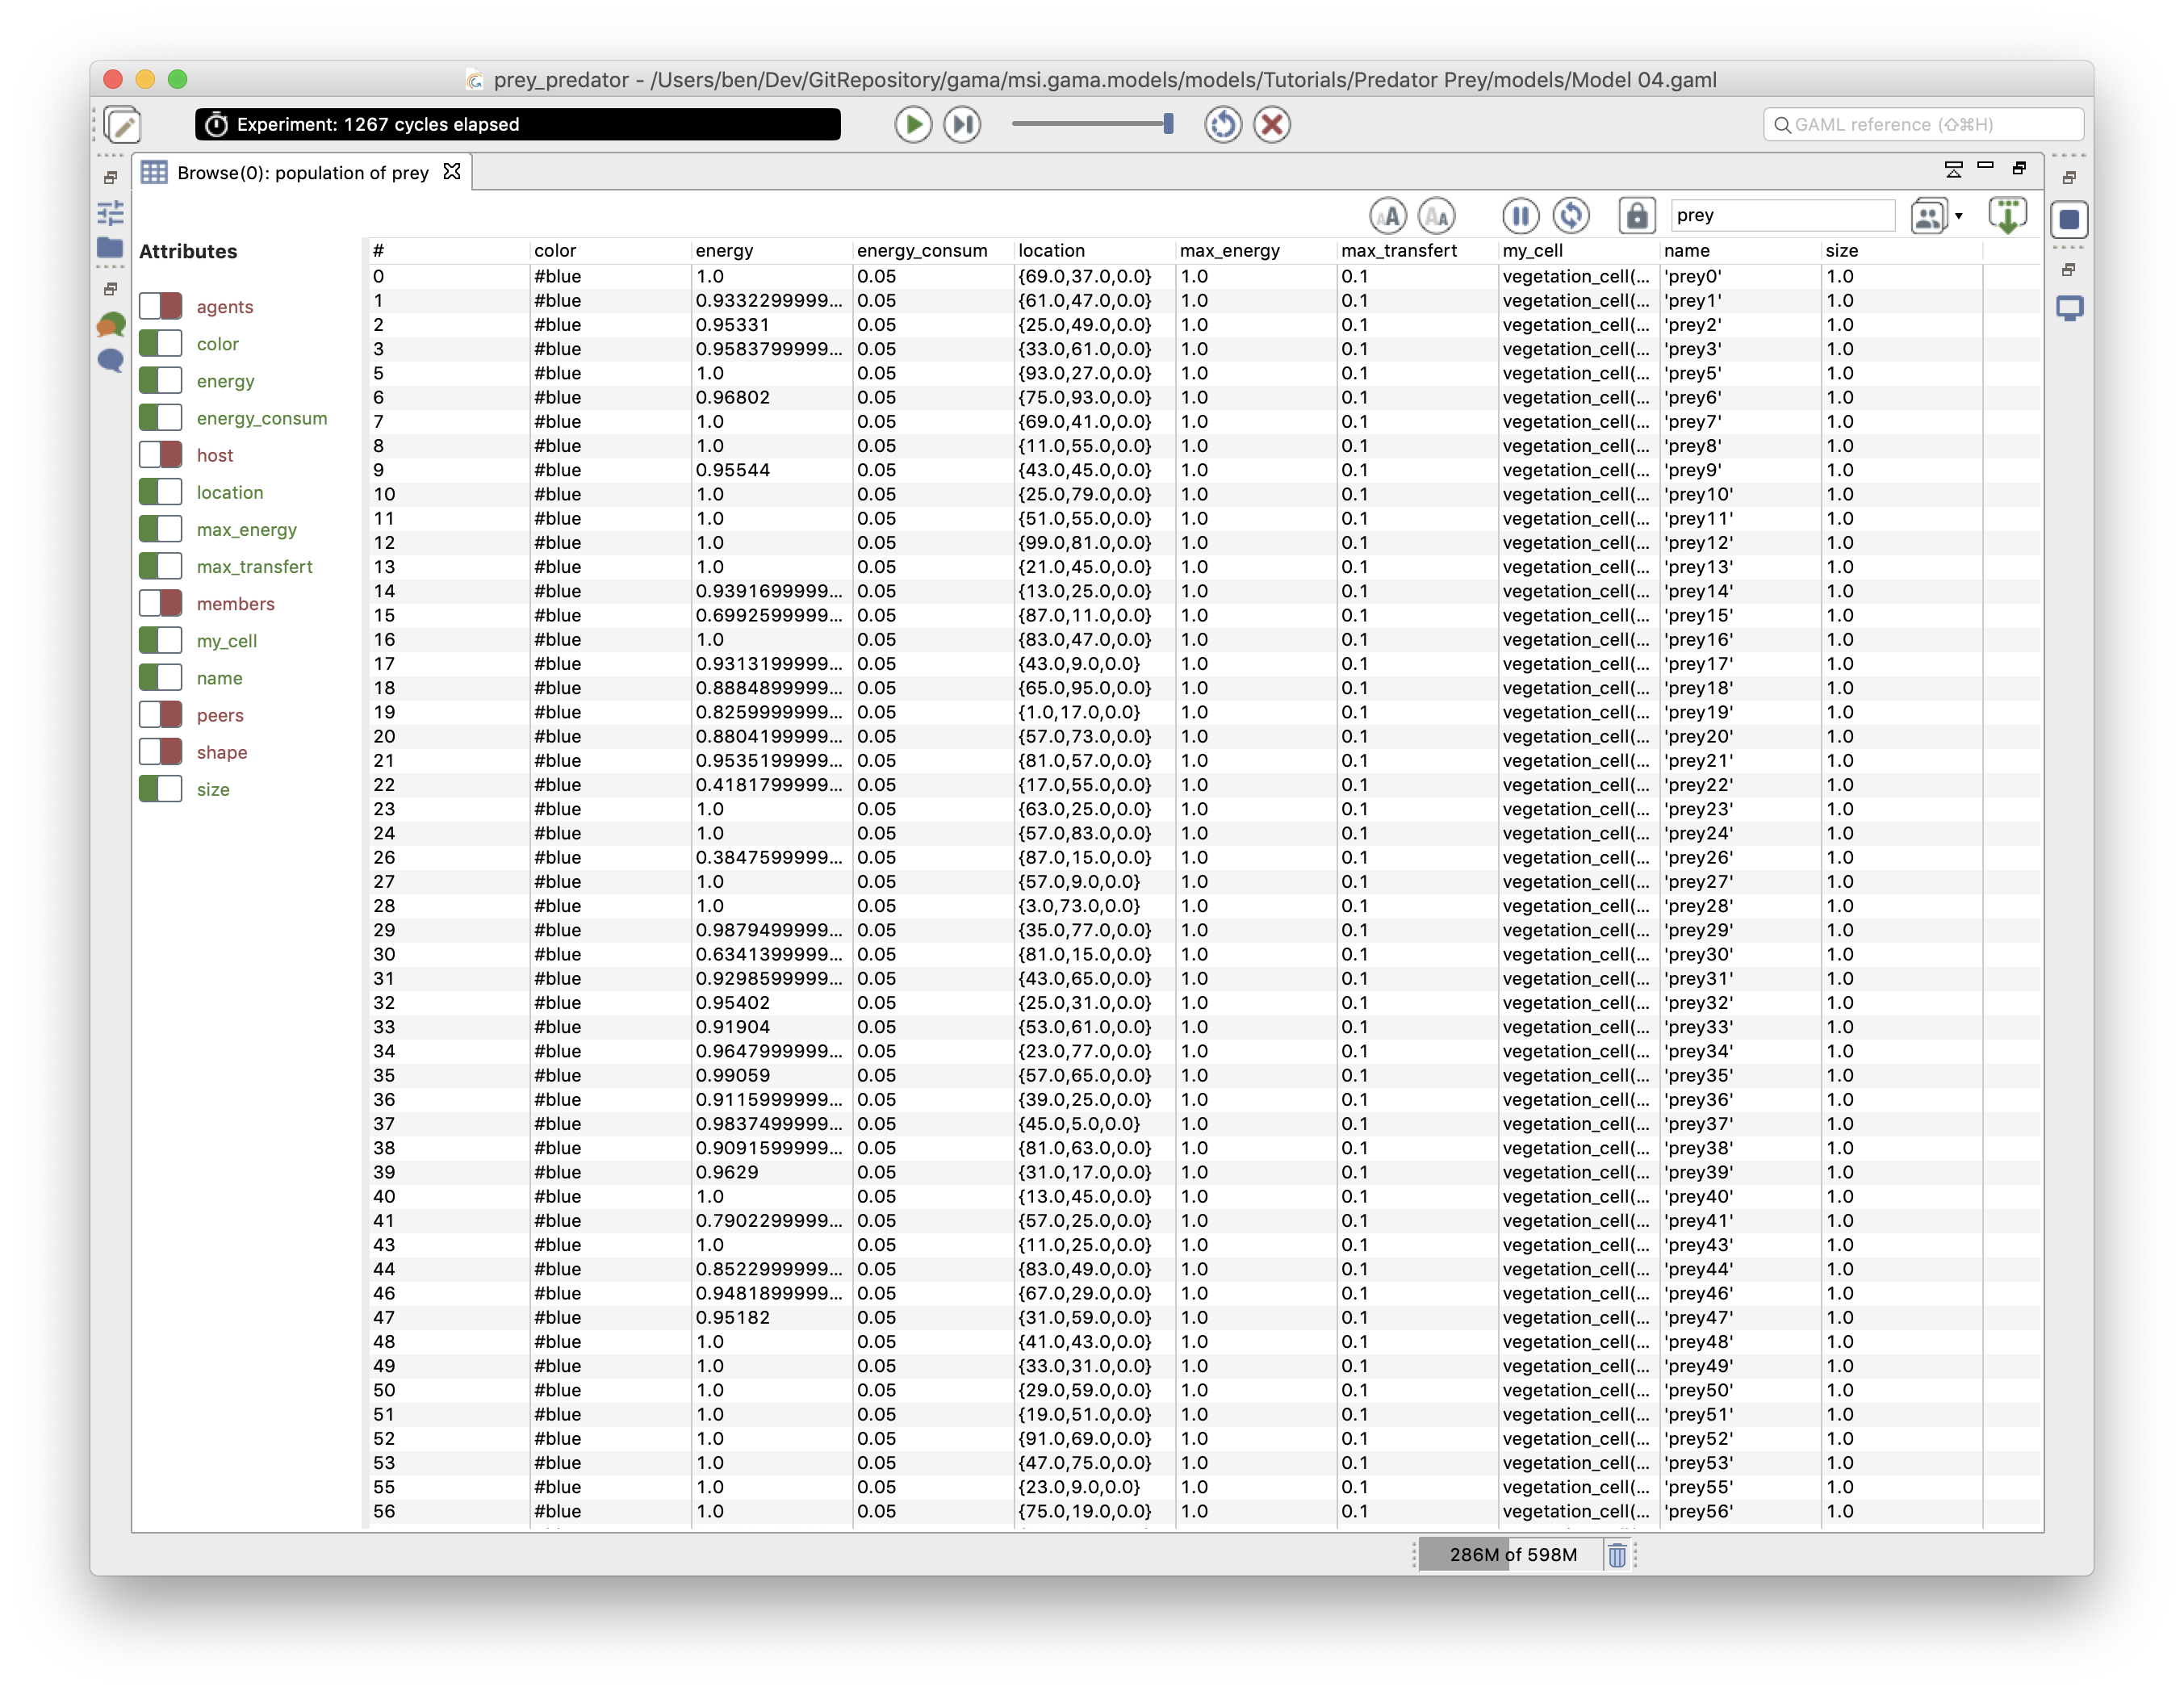 prey_predator - /Users/ben/Dev/GitRepository/gama/msi.gama.models/models/Tutorials/Predator Prey/models/Model 04.gaml
Experiment: 1267 cycles elapsed
GAML reference (⇧⌘H)
Browse(0): population of prey
prey
Attributes
agents
color
energy
energy_consum
host
location
max_energy
max_transfert
members
my_cell
name
peers
shape
size
# color energy energy_consum location max_energy max_transfert my_cell name size
0 #blue 1.0 0.05 {69.0,37.0,0.0} 1.0 0.1 vegetation_cell(... 'prey0' 1.0
1 #blue 0.9332299999... 0.05 {61.0,47.0,0.0} 1.0 0.1 vegetation_cell(... 'prey1' 1.0
2 #blue 0.95331 0.05 {25.0,49.0,0.0} 1.0 0.1 vegetation_cell(... 'prey2' 1.0
3 #blue 0.9583799999... 0.05 {33.0,61.0,0.0} 1.0 0.1 vegetation_cell(... 'prey3' 1.0
5 #blue 1.0 0.05 {93.0,27.0,0.0} 1.0 0.1 vegetation_cell(... 'prey5' 1.0
6 #blue 0.96802 0.05 {75.0,93.0,0.0} 1.0 0.1 vegetation_cell(... 'prey6' 1.0
7 #blue 1.0 0.05 {69.0,41.0,0.0} 1.0 0.1 vegetation_cell(... 'prey7' 1.0
8 #blue 1.0 0.05 {11.0,55.0,0.0} 1.0 0.1 vegetation_cell(... 'prey8' 1.0
9 #blue 0.95544 0.05 {43.0,45.0,0.0} 1.0 0.1 vegetation_cell(... 'prey9' 1.0
10 #blue 1.0 0.05 {25.0,79.0,0.0} 1.0 0.1 vegetation_cell(... 'prey10' 1.0
11 #blue 1.0 0.05 {51.0,55.0,0.0} 1.0 0.1 vegetation_cell(... 'prey11' 1.0
12 #blue 1.0 0.05 {99.0,81.0,0.0} 1.0 0.1 vegetation_cell(... 'prey12' 1.0
13 #blue 1.0 0.05 {21.0,45.0,0.0} 1.0 0.1 vegetation_cell(... 'prey13' 1.0
14 #blue 0.9391699999... 0.05 {13.0,25.0,0.0} 1.0 0.1 vegetation_cell(... 'prey14' 1.0
15 #blue 0.6992599999... 0.05 {87.0,11.0,0.0} 1.0 0.1 vegetation_cell(... 'prey15' 1.0
16 #blue 1.0 0.05 {83.0,47.0,0.0} 1.0 0.1 vegetation_cell(... 'prey16' 1.0
17 #blue 0.9313199999... 0.05 {43.0,9.0,0.0} 1.0 0.1 vegetation_cell(... 'prey17' 1.0
18 #blue 0.8884899999... 0.05 {65.0,95.0,0.0} 1.0 0.1 vegetation_cell(... 'prey18' 1.0
19 #blue 0.8259999999... 0.05 {1.0,17.0,0.0} 1.0 0.1 vegetation_cell(... 'prey19' 1.0
20 #blue 0.8804199999... 0.05 {57.0,73.0,0.0} 1.0 0.1 vegetation_cell(... 'prey20' 1.0
21 #blue 0.9535199999... 0.05 {81.0,57.0,0.0} 1.0 0.1 vegetation_cell(... 'prey21' 1.0
22 #blue 0.4181799999... 0.05 {17.0,55.0,0.0} 1.0 0.1 vegetation_cell(... 'prey22' 1.0
23 #blue 1.0 0.05 {63.0,25.0,0.0} 1.0 0.1 vegetation_cell(... 'prey23' 1.0
24 #blue 1.0 0.05 {57.0,83.0,0.0} 1.0 0.1 vegetation_cell(... 'prey24' 1.0
26 #blue 0.3847599999... 0.05 {87.0,15.0,0.0} 1.0 0.1 vegetation_cell(... 'prey26' 1.0
27 #blue 1.0 0.05 {57.0,9.0,0.0} 1.0 0.1 vegetation_cell(... 'prey27' 1.0
28 #blue 1.0 0.05 {3.0,73.0,0.0} 1.0 0.1 vegetation_cell(... 'prey28' 1.0
29 #blue 0.9879499999... 0.05 {35.0,77.0,0.0} 1.0 0.1 vegetation_cell(... 'prey29' 1.0
30 #blue 0.6341399999... 0.05 {81.0,15.0,0.0} 1.0 0.1 vegetation_cell(... 'prey30' 1.0
31 #blue 0.9298599999... 0.05 {43.0,65.0,0.0} 1.0 0.1 vegetation_cell(... 'prey31' 1.0
32 #blue 0.95402 0.05 {25.0,31.0,0.0} 1.0 0.1 vegetation_cell(... 'prey32' 1.0
33 #blue 0.91904 0.05 {53.0,61.0,0.0} 1.0 0.1 vegetation_cell(... 'prey33' 1.0
34 #blue 0.9647999999... 0.05 {23.0,77.0,0.0} 1.0 0.1 vegetation_cell(... 'prey34' 1.0
35 #blue 0.99059 0.05 {57.0,65.0,0.0} 1.0 0.1 vegetation_cell(... 'prey35' 1.0
36 #blue 0.9115999999... 0.05 {39.0,25.0,0.0} 1.0 0.1 vegetation_cell(... 'prey36' 1.0
37 #blue 0.9837499999... 0.05 {45.0,5.0,0.0} 1.0 0.1 vegetation_cell(... 'prey37' 1.0
38 #blue 0.9091599999... 0.05 {81.0,63.0,0.0} 1.0 0.1 vegetation_cell(... 'prey38' 1.0
39 #blue 0.9629 0.05 {31.0,17.0,0.0} 1.0 0.1 vegetation_cell(... 'prey39' 1.0
40 #blue 1.0 0.05 {13.0,45.0,0.0} 1.0 0.1 vegetation_cell(... 'prey40' 1.0
41 #blue 0.7902299999... 0.05 {57.0,25.0,0.0} 1.0 0.1 vegetation_cell(... 'prey41' 1.0
43 #blue 1.0 0.05 {11.0,25.0,0.0} 1.0 0.1 vegetation_cell(... 'prey43' 1.0
44 #blue 0.8522999999... 0.05 {83.0,49.0,0.0} 1.0 0.1 vegetation_cell(... 'prey44' 1.0
46 #blue 0.9481899999... 0.05 {67.0,29.0,0.0} 1.0 0.1 vegetation_cell(... 'prey46' 1.0
47 #blue 0.95182 0.05 {31.0,59.0,0.0} 1.0 0.1 vegetation_cell(... 'prey47' 1.0
48 #blue 1.0 0.05 {41.0,43.0,0.0} 1.0 0.1 vegetation_cell(... 'prey48' 1.0
49 #blue 1.0 0.05 {33.0,31.0,0.0} 1.0 0.1 vegetation_cell(... 'prey49' 1.0
50 #blue 1.0 0.05 {29.0,59.0,0.0} 1.0 0.1 vegetation_cell(... 'prey50' 1.0
51 #blue 1.0 0.05 {19.0,51.0,0.0} 1.0 0.1 vegetation_cell(... 'prey51' 1.0
52 #blue 1.0 0.05 {91.0,69.0,0.0} 1.0 0.1 vegetation_cell(... 'prey52' 1.0
53 #blue 1.0 0.05 {47.0,75.0,0.0} 1.0 0.1 vegetation_cell(... 'prey53' 1.0
55 #blue 1.0 0.05 {23.0,9.0,0.0} 1.0 0.1 vegetation_cell(... 'prey55' 1.0
56 #blue 1.0 0.05 {75.0,19.0,0.0} 1.0 0.1 vegetation_cell(... 'prey56' 1.0
286M of 598M